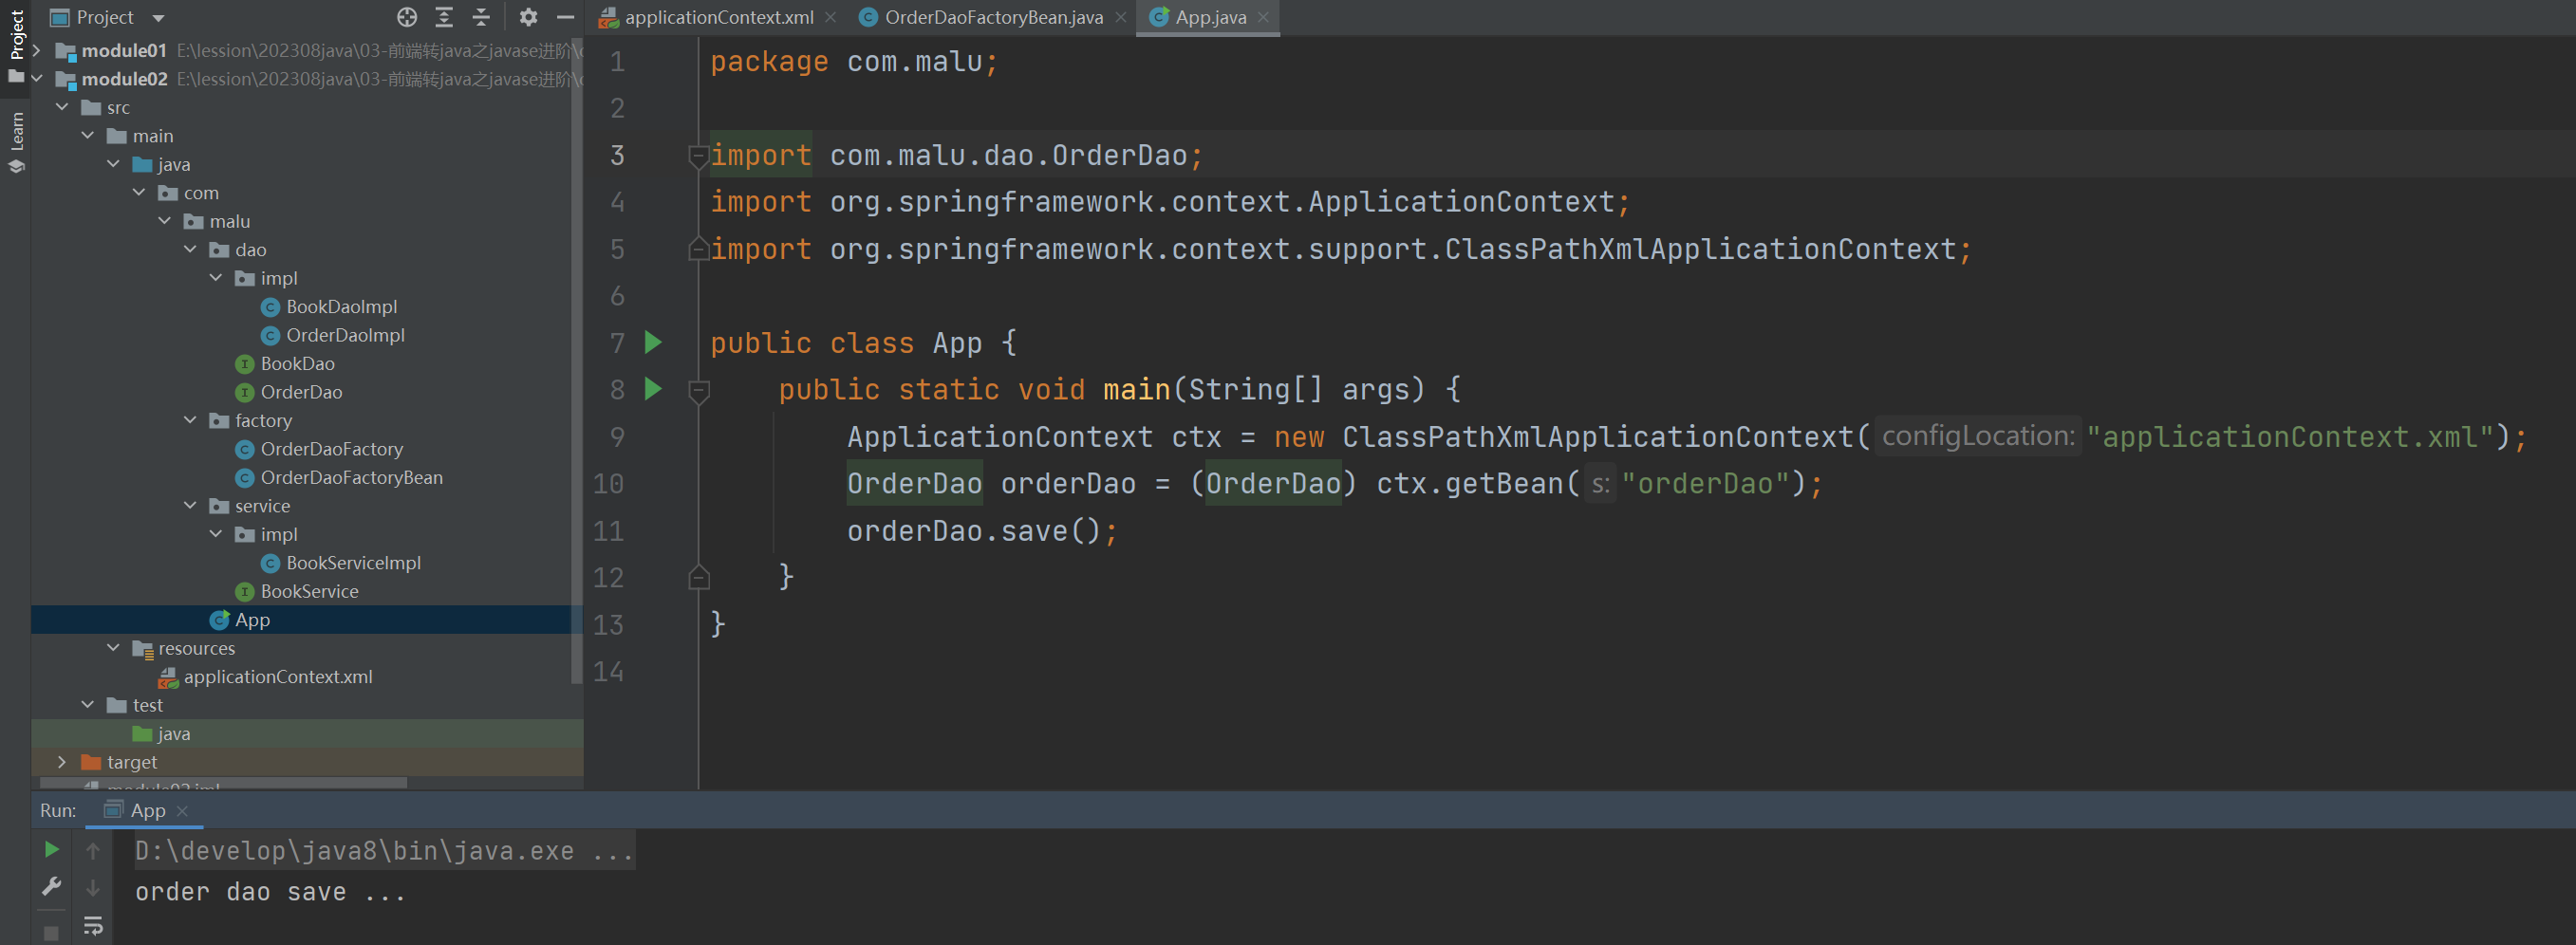 Project
Learn
Project
module01 E:\lession\202308java\03-前端转java之javase进阶\
module02 E:\lession\202308java\03-前端转java之javase进阶\
src
main
java
com
malu
dao
impl
BookDaoImpl
OrderDaoImpl
BookDao
OrderDao
factory
OrderDaoFactory
OrderDaoFactoryBean
service
impl
BookServiceImpl
BookService
App
resources
applicationContext.xml
test
java
target
applicationContext.xml
OrderDaoFactoryBean.java
App.java
1 package com.malu;
2
3 import com.malu.dao.OrderDao;
4 import org.springframework.context.ApplicationContext;
5 import org.springframework.context.support.ClassPathXmlApplicationContext;
6
7 public class App {
8 public static void main(String[] args) {
9 ApplicationContext ctx = new ClassPathXmlApplicationContext( configLocation: "applicationContext.xml");
10 OrderDao orderDao = (OrderDao) ctx.getBean( s: "orderDao");
11 orderDao.save();
12 }
13 }
14
Run: App
D:\develop\java8\bin\java.exe ...
order dao save ...